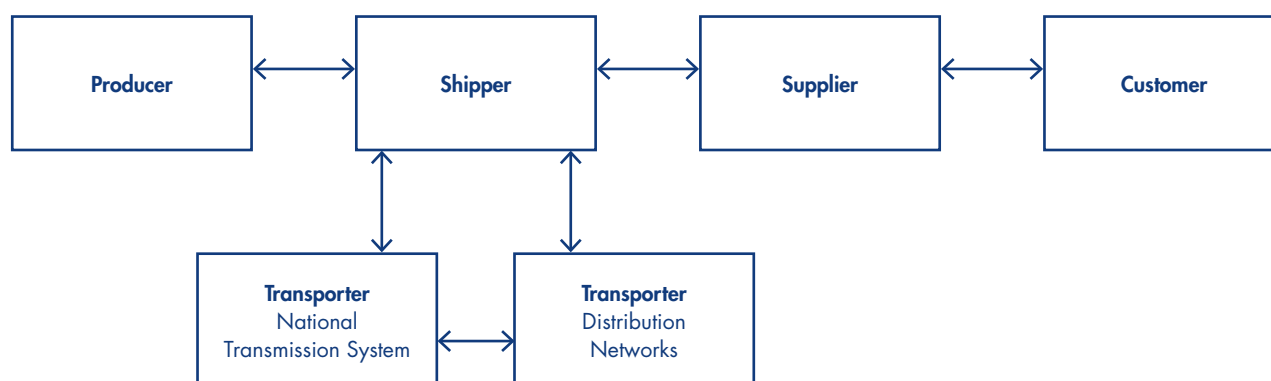 Producer
Shipper
Supplier
Customer
Transporter
National
Transmission System
Transporter
Distribution
Networks